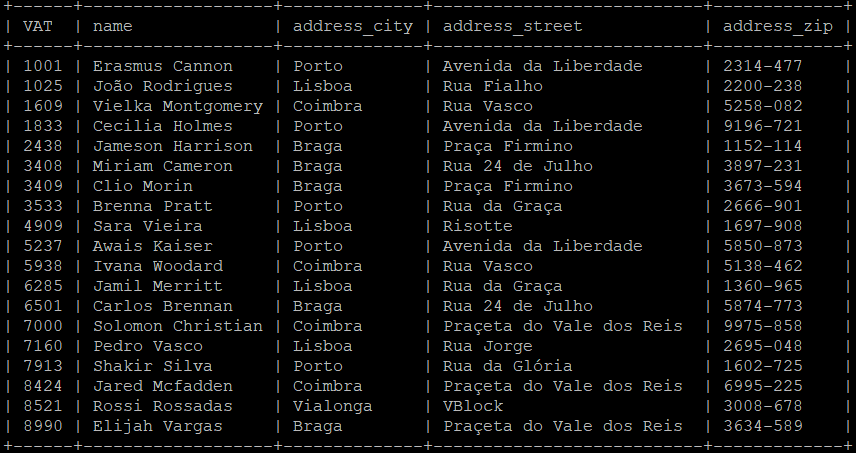 +------+-------------------+--------------+---------------------------+-------------+
| VAT  | name              | address_city | address_street            | address_zip |
+------+-------------------+--------------+---------------------------+-------------+
| 1001 | Erasmus Cannon    | Porto        | Avenida da Liberdade      | 2314-477    |
| 1025 | João Rodrigues    | Lisboa       | Rua Fialho                | 2200-238    |
| 1609 | Vielka Montgomery | Coimbra      | Rua Vasco                 | 5258-082    |
| 1833 | Cecilia Holmes    | Porto        | Avenida da Liberdade      | 9196-721    |
| 2438 | Jameson Harrison  | Braga        | Praça Firmino             | 1152-114    |
| 3408 | Miriam Cameron    | Braga        | Rua 24 de Julho           | 3897-231    |
| 3409 | Clio Morin        | Braga        | Praça Firmino             | 3673-594    |
| 3533 | Brenna Pratt      | Porto        | Rua da Graça              | 2666-901    |
| 4909 | Sara Vieira       | Lisboa       | Risotte                   | 1697-908    |
| 5237 | Awais Kaiser      | Porto        | Avenida da Liberdade      | 5850-873    |
| 5938 | Ivana Woodard     | Coimbra      | Rua Vasco                 | 5138-462    |
| 6285 | Jamil Merritt     | Lisboa       | Rua da Graça              | 1360-965    |
| 6501 | Carlos Brennan    | Braga        | Rua 24 de Julho           | 5874-773    |
| 7000 | Solomon Christian | Coimbra      | Praçeta do Vale dos Reis  | 9975-858    |
| 7160 | Pedro Vasco       | Lisboa       | Rua Jorge                 | 2695-048    |
| 7913 | Shakir Silva      | Porto        | Rua da Glória             | 1602-725    |
| 8424 | Jared Mcfadden    | Coimbra      | Praçeta do Vale dos Reis  | 6995-225    |
| 8521 | Rossi Rossadas    | Vialonga     | VBlock                    | 3008-678    |
| 8990 | Elijah Vargas     | Braga        | Praçeta do Vale dos Reis  | 3634-589    |
+------+-------------------+--------------+---------------------------+-------------+